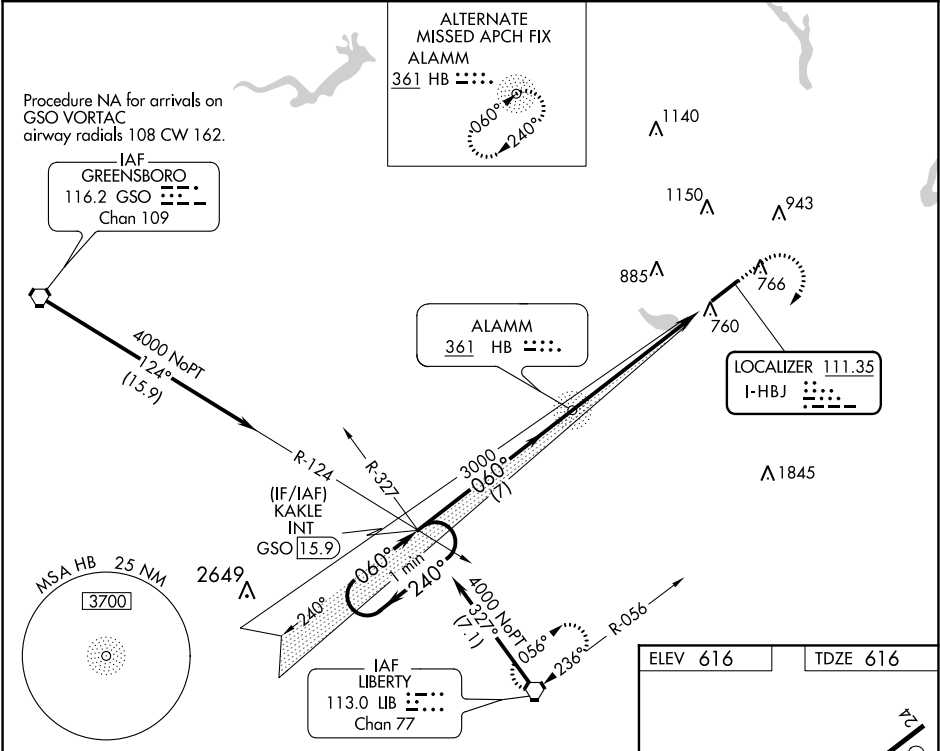 ALTERNATE
MISSED APCH FIX
ALAMM
361 HB
060°
240°
Procedure NA for arrivals on
GSO VORTAC
airway radials 108 CW 162.
IAF
GREENSBORO
116.2 GSO
Chan 109
1140
1150
943
885
766
760
ALAMM
361 HB
LOCALIZER 111.35
I-HBJ
4000 NoPT
124°
(15.9)
R-124
R-327
3000
060°
(7)
(IF/IAF)
KAKLE
INT
GSO 15.9
1845
060°
1 min
240°
240°
2649
MSA HB 25 NM
3700
4000 NoPT
327°
(7.1)
056°
236°
R-056
IAF
LIBERTY
113.0 LIB
Chan 77
ELEV 616
TDZE 616
24